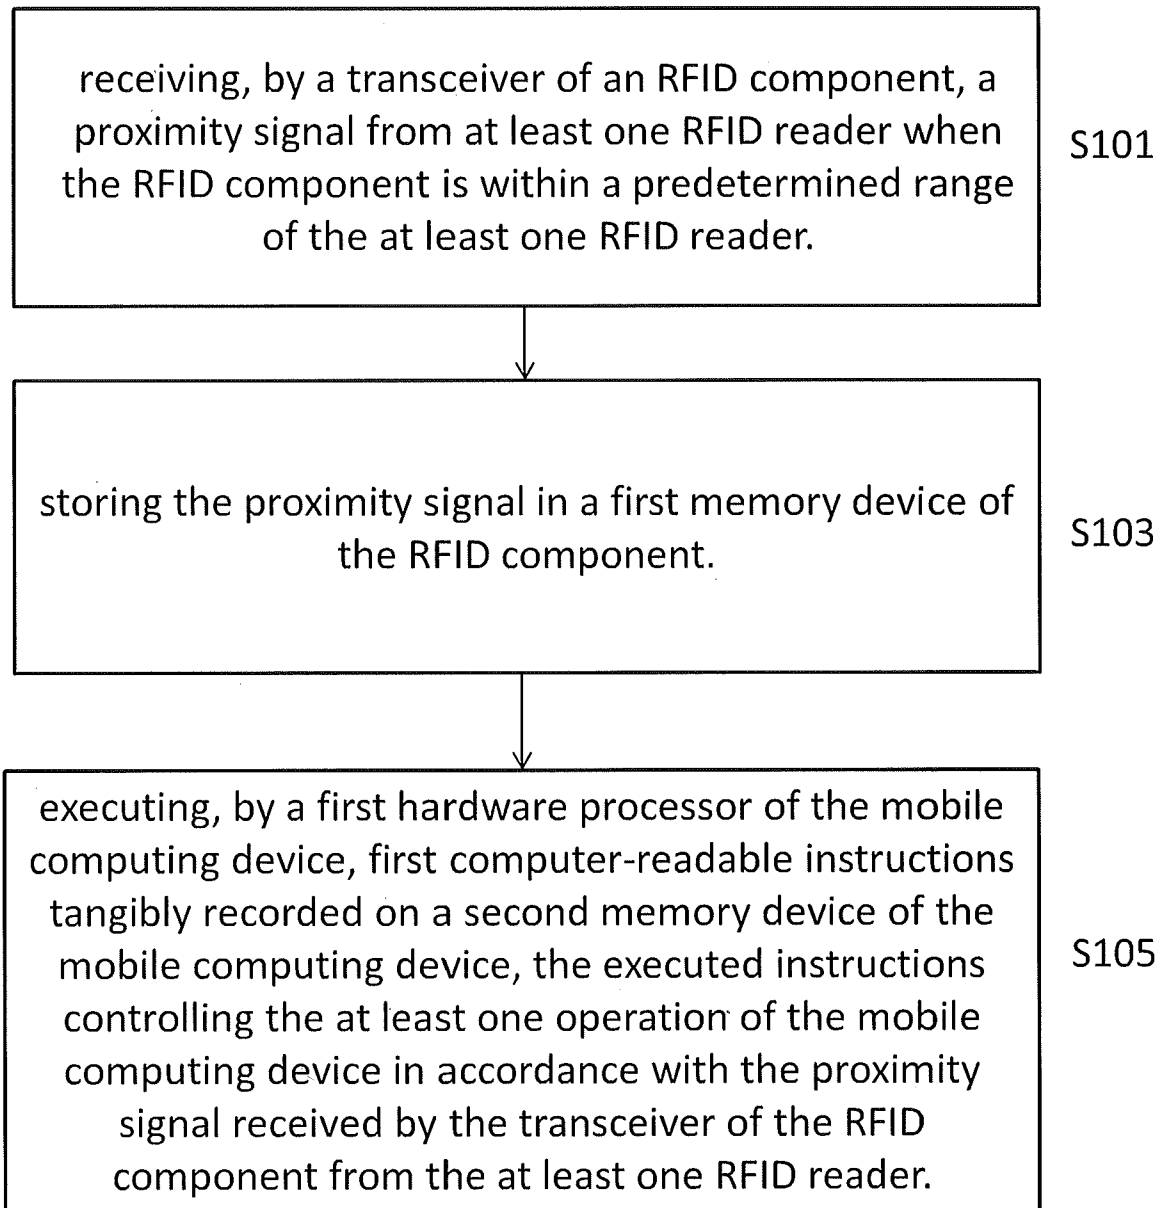 receiving, by a transceiver of an RFID component, a
proximity signal from at least one RFID reader when
the RFID component is within a predetermined range
of the at least one RFID reader.
S101
storing the proximity signal in a first memory device of
the RFID component.
S103
executing, by a first hardware processor of the mobile
computing device, first computer-readable instructions
tangibly recorded on a second memory device of the
mobile computing device, the executed instructions
controlling the at least one operation of the mobile
computing device in accordance with the proximity
signal received by the transceiver of the RFID
component from the at least one RFID reader.
S105